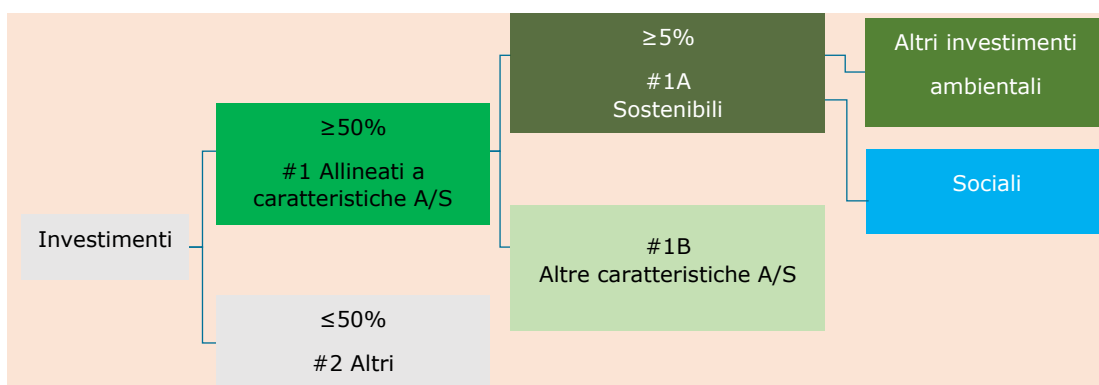 Investimenti
≥50%
#1 Allineati a
caratteristiche A/S
≤50%
#2 Altri
≥5%
#1A
Sostenibili
#1B
Altre caratteristiche A/S
Altri investimenti
ambientali
Sociali